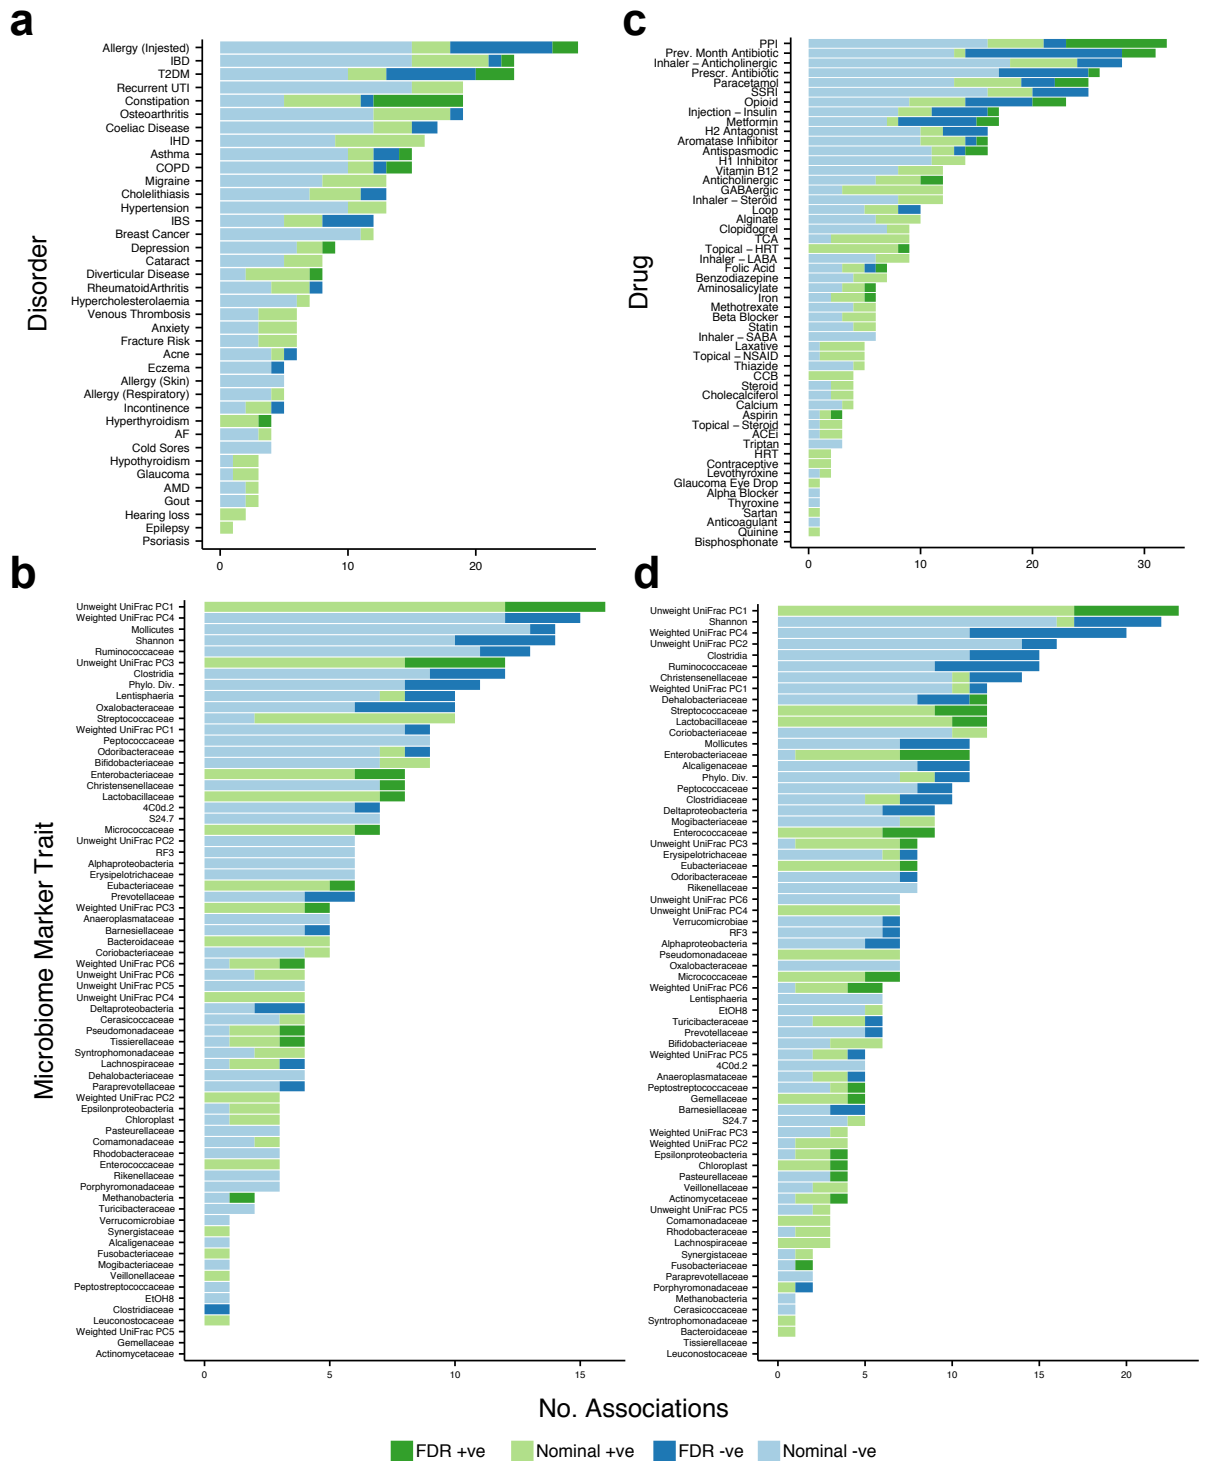 a
Disorder
Allergy (Injested)
IBD
T2DM
Recurrent UTI
Constipation
Osteoarthritis
Coeliac Disease
IHD
Asthma
COPD
Migraine
Cholelithiasis
Hypertension
IBS
Breast Cancer
Depression
Cataract
Diverticular Disease
RheumatoidArthritis
Hypercholesterolaemia
Venous Thrombosis
Anxiety
Fracture Risk
Acne
Eczema
Allergy (Skin)
Allergy (Respiratory)
Incontinence
Hyperthyroidism
AF
Cold Sores
Hypothyroidism
Glaucoma
AMD
Gout
Hearing loss
Epilepsy
Psoriasis
0 10 20
c
Drug
PPI
Prev. Month Antibiotic
Inhaler – Anticholinergic
Prescr. Antibiotic
Paracetamol
SSRI
Opioid
Injection – Insulin
Metformin
H2 Antagonist
Aromatase Inhibitor
Antispasmodic
H1 Inhibitor
Vitamin B12
Anticholinergic
GABAergic
Inhaler – Steroid
Loop
Alginate
Clopidogrel
TCA
Topical – HRT
Inhaler – LABA
Folic Acid
Benzodiazepine
Aminosalicylate
Iron
Methotrexate
Beta Blocker
Statin
Inhaler – SABA
Laxative
Topical – NSAID
Thiazide
CCB
Steroid
Cholecalciferol
Calcium
Aspirin
Topical – Steroid
ACEi
Triptan
HRT
Contraceptive
Levothyroxine
Glaucoma Eye Drop
Alpha Blocker
Thyroxine
Sartan
Anticoagulant
Quinine
Bisphosphonate
0 10 20 30
b
Microbiome Marker Trait
Unweight UniFrac PC1
Weighted UniFrac PC4
Mollicutes
Shannon
Ruminococcaceae
Unweight UniFrac PC3
Clostridia
Phylo. Div.
Lentisphaeria
Oxalobacteraceae
Streptococcaceae
Weighted UniFrac PC1
Peptococcaceae
Odoribacteraceae
Bifidobacteriaceae
Enterobacteriaceae
Christensenellaceae
Lactobacillaceae
4C0d.2
S24.7
Micrococcaceae
Unweight UniFrac PC2
RF3
Alphaproteobacteria
Erysipelotrichaceae
Eubacteriaceae
Prevotellaceae
Weighted UniFrac PC3
Anaeroplasmataceae
Barnesiellaceae
Bacteroidaceae
Coriobacteriaceae
Weighted UniFrac PC6
Unweight UniFrac PC6
Unweight UniFrac PC5
Unweight UniFrac PC4
Deltaproteobacteria
Cerasicoccaceae
Pseudomonadaceae
Tissierellaceae
Syntrophomonadaceae
Lachnospiraceae
Dehalobacteriaceae
Paraprevotellaceae
Weighted UniFrac PC2
Epsilonproteobacteria
Chloroplast
Pasteurellaceae
Comamonadaceae
Rhodobacteraceae
Enterococcaceae
Rikenellaceae
Porphyromonadaceae
Methanobacteria
Turicibacteraceae
Verrucomicrobiae
Synergistaceae
Alcaligenaceae
Fusobacteriaceae
Mogibacteriaceae
Veillonellaceae
Peptostreptococcaceae
EtOH8
Clostridiaceae
Leuconostocaceae
Weighted UniFrac PC5
Gemellaceae
Actinomycetaceae
0 5 10 15
d
Unweight UniFrac PC1
Shannon
Weighted UniFrac PC4
Unweight UniFrac PC2
Clostridia
Ruminococcaceae
Christensenellaceae
Weighted UniFrac PC1
Dehalobacteriaceae
Streptococcaceae
Lactobacillaceae
Coriobacteriaceae
Mollicutes
Enterobacteriaceae
Alcaligenaceae
Phylo. Div.
Peptococcaceae
Clostridiaceae
Deltaproteobacteria
Mogibacteriaceae
Enterococcaceae
Unweight UniFrac PC3
Erysipelotrichaceae
Eubacteriaceae
Odoribacteraceae
Rikenellaceae
Unweight UniFrac PC6
Unweight UniFrac PC4
Verrucomicrobiae
RF3
Alphaproteobacteria
Pseudomonadaceae
Oxalobacteraceae
Micrococcaceae
Weighted UniFrac PC6
Lentisphaeria
EtOH8
Turicibacteraceae
Prevotellaceae
Bifidobacteriaceae
Weighted UniFrac PC5
4C0d.2
Anaeroplasmataceae
Peptostreptococcaceae
Gemellaceae
Barnesiellaceae
S24.7
Weighted UniFrac PC3
Weighted UniFrac PC2
Epsilonproteobacteria
Chloroplast
Pasteurellaceae
Veillonellaceae
Actinomycetaceae
Unweight UniFrac PC5
Comamonadaceae
Rhodobacteraceae
Lachnospiraceae
Synergistaceae
Fusobacteriaceae
Paraprevotellaceae
Porphyromonadaceae
Methanobacteria
Cerasicoccaceae
Syntrophomonadaceae
Bacteroidaceae
Tissierellaceae
Leuconostocaceae
0 5 10 15 20
No. Associations
FDR +ve Nominal +ve FDR -ve Nominal -ve